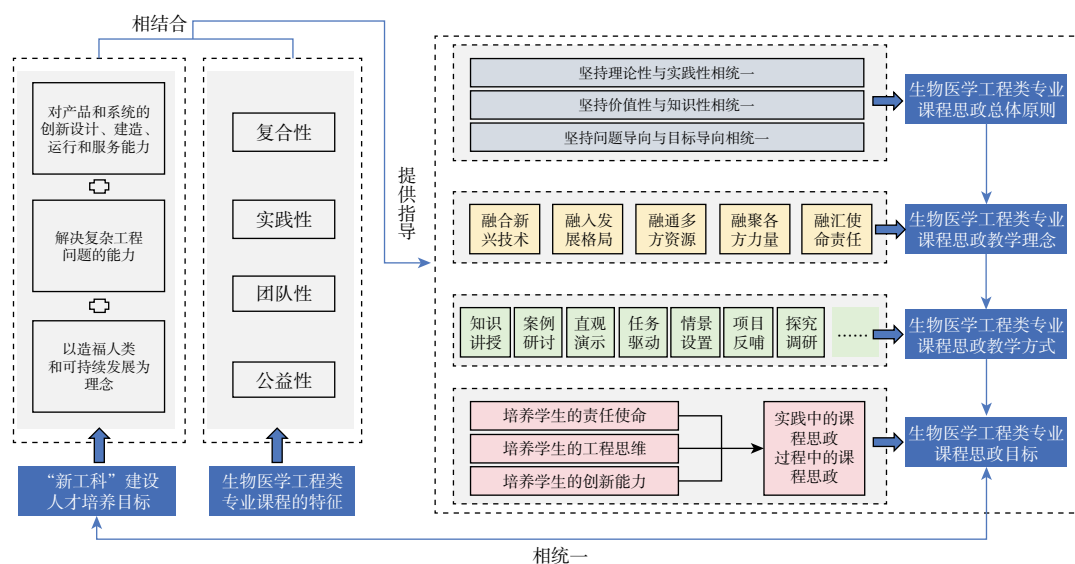 相结合
对产品和系统的
创新设计、建造、
运行和服务能力
解决复杂工程
问题的能力
以造福人类
和可持续发展为
理念
“新工科”建设
人才培养目标
复合性
实践性
团队性
公益性
生物医学工程类
专业课程的特征
提供指导
坚持理论性与实践性相统一
坚持价值性与知识性相统一
坚持问题导向与目标导向相统一
生物医学工程类专业
课程思政总体原则
融合新
兴技术
融入发
展格局
融通多
方资源
融聚各
方力量
融汇使
命责任
生物医学工程类专业
课程思政教学理念
知识
讲授
案例
研讨
直观
演示
任务
驱动
情景
设置
项目
反哺
探究
调研
……
生物医学工程类专业
课程思政教学方式
培养学生的责任使命
培养学生的工程思维
培养学生的创新能力
实践中的课
程思政
过程中的课
程思政
生物医学工程类专业
课程思政目标
相统一